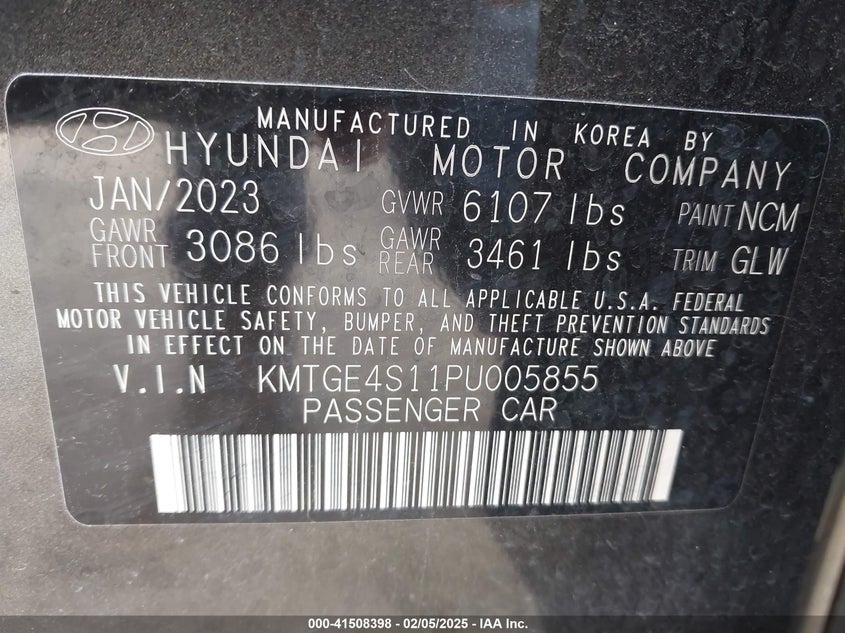 MANUFACTURED IN KOREA BY
HYUNDAI MOTOR COMPANY
JAN/2023 GVWR 6107 lbs PAINT NCM
GAWR FRONT 3086 lbs GAWR REAR 3461 lbs TRIM GLW
THIS VEHICLE CONFORMS TO ALL APPLICABLE U.S.A. FEDERAL
MOTOR VEHICLE SAFETY, BUMPER, AND THEFT PREVENTION STANDARDS
IN EFFECT ON THE DATE OF MANUFACTURE SHOWN ABOVE
V.I.N KMTGE4S11PU005855
PASSENGER CAR
000-41508398 - 02/05/2025 - IAA Inc.